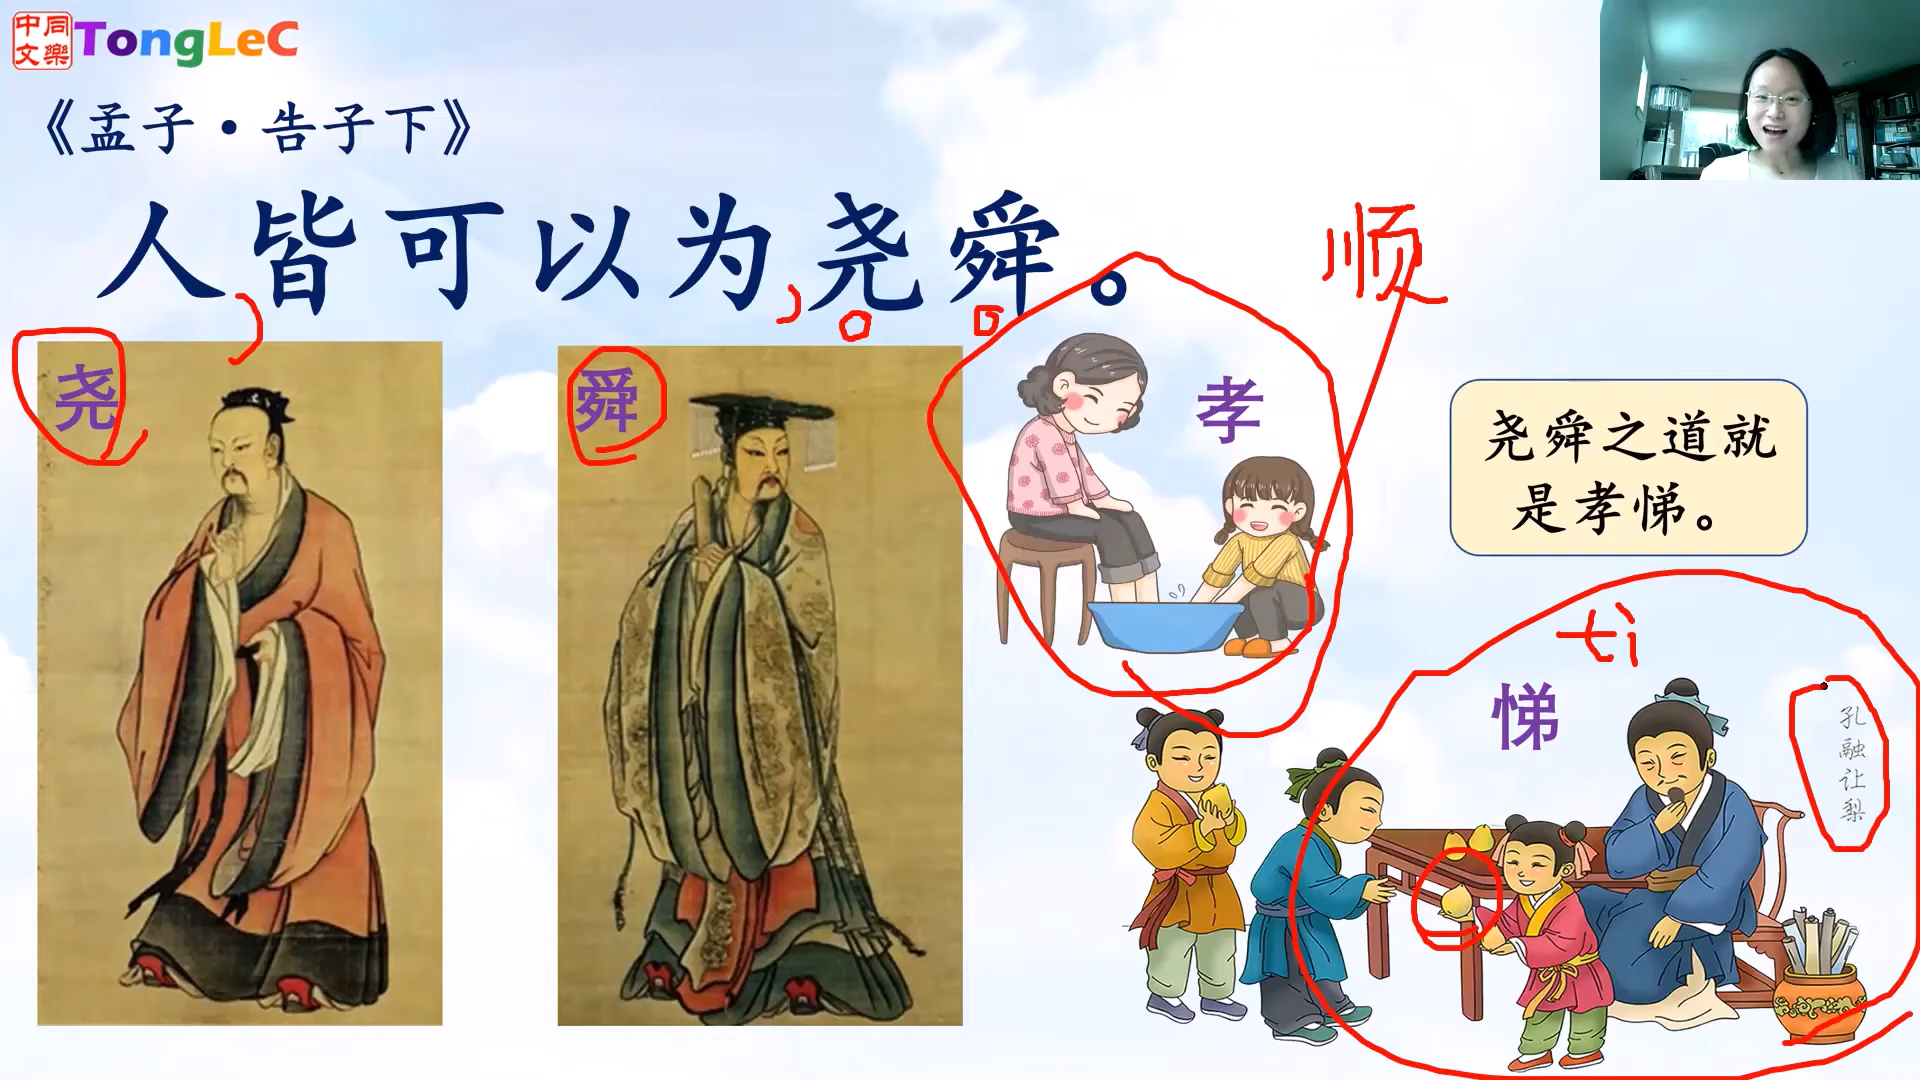 中同文樂 TongLeC
《孟子·告子下》
人皆可以为尧舜。
顺
尧
舜
孝
尧舜之道就
是孝悌。
ti
悌
孔融让梨